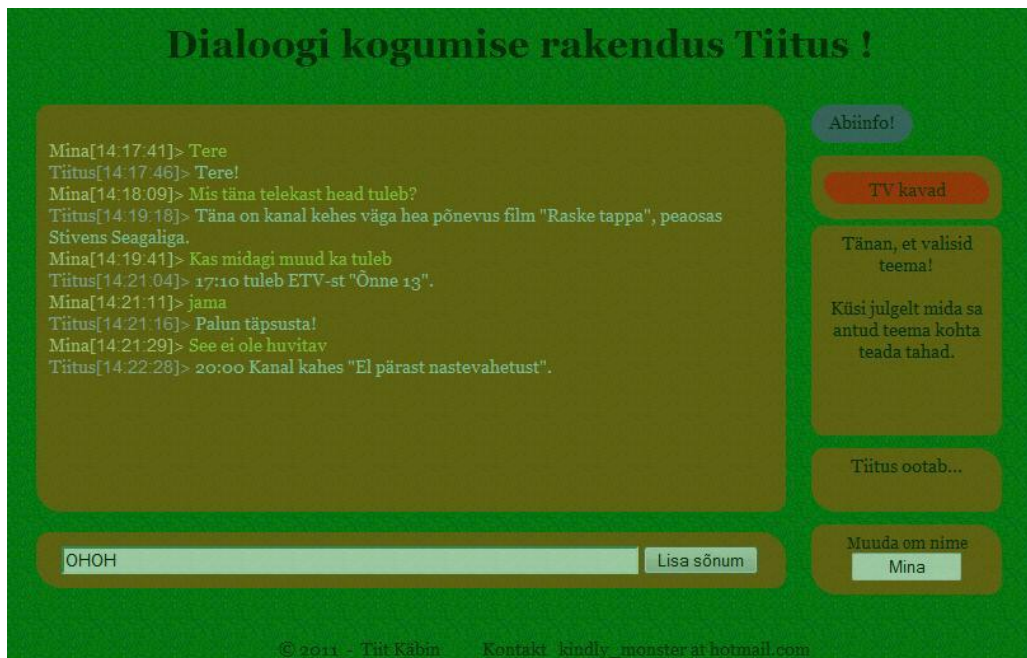 Dialoogi kogumise rakendus Tiitus !
Mina[14:17:41]> Tere
Tiitus[14:17:46]> Tere!
Mina[14:18:09]> Mis täna telekast head tuleb?
Tiitus[14:19:18]> Täna on kanal kehes väga hea põnevus film "Raske tappa", peaosas
Stivens Seagaliga.
Mina[14:19:41]> Kas midagi muud ka tuleb
Tiitus[14:21:04]> 17:10 tuleb ETV-st "Õnne 13".
Mina[14:21:11]> jama
Tiitus[14:21:16]> Palun täpsusta!
Mina[14:21:29]> See ei ole huvitav
Tiitus[14:22:28]> 20:00 Kanal kahes "El pärast nastevahetust".
OHOH
Lisa sõnum
Abiinfo!
TV kavad
Tänan, et valisid
teema!
Küsi julgelt mida sa
antud teema kohta
teada tahad.
Tiitus ootab...
Muuda om nime
Mina
© 2011 - Tiit Käbin Kontakt kindly_monster at hotmail.com